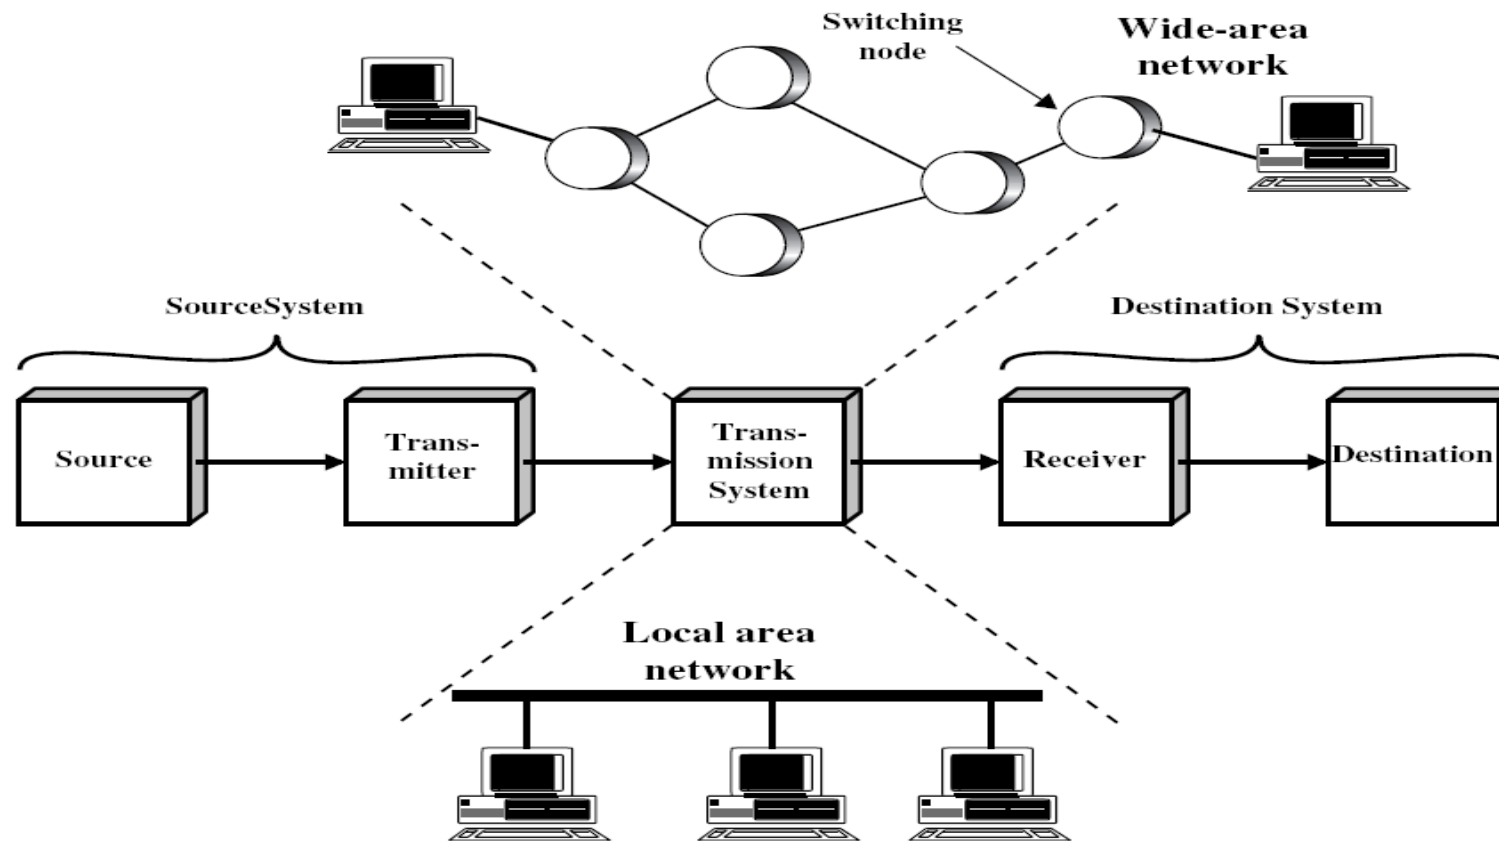 Switching
node
Wide-area
network
SourceSystem
Destination System
Source
Trans-
mitter
Trans-
mission
System
Receiver
Destination
Local area
network